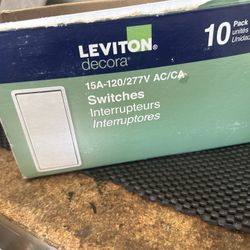 LEVITON®
decora®
10 Pack
unités
Unidad
15A-120/277V AC/CA
Switches
Interrupteurs
Interruptores